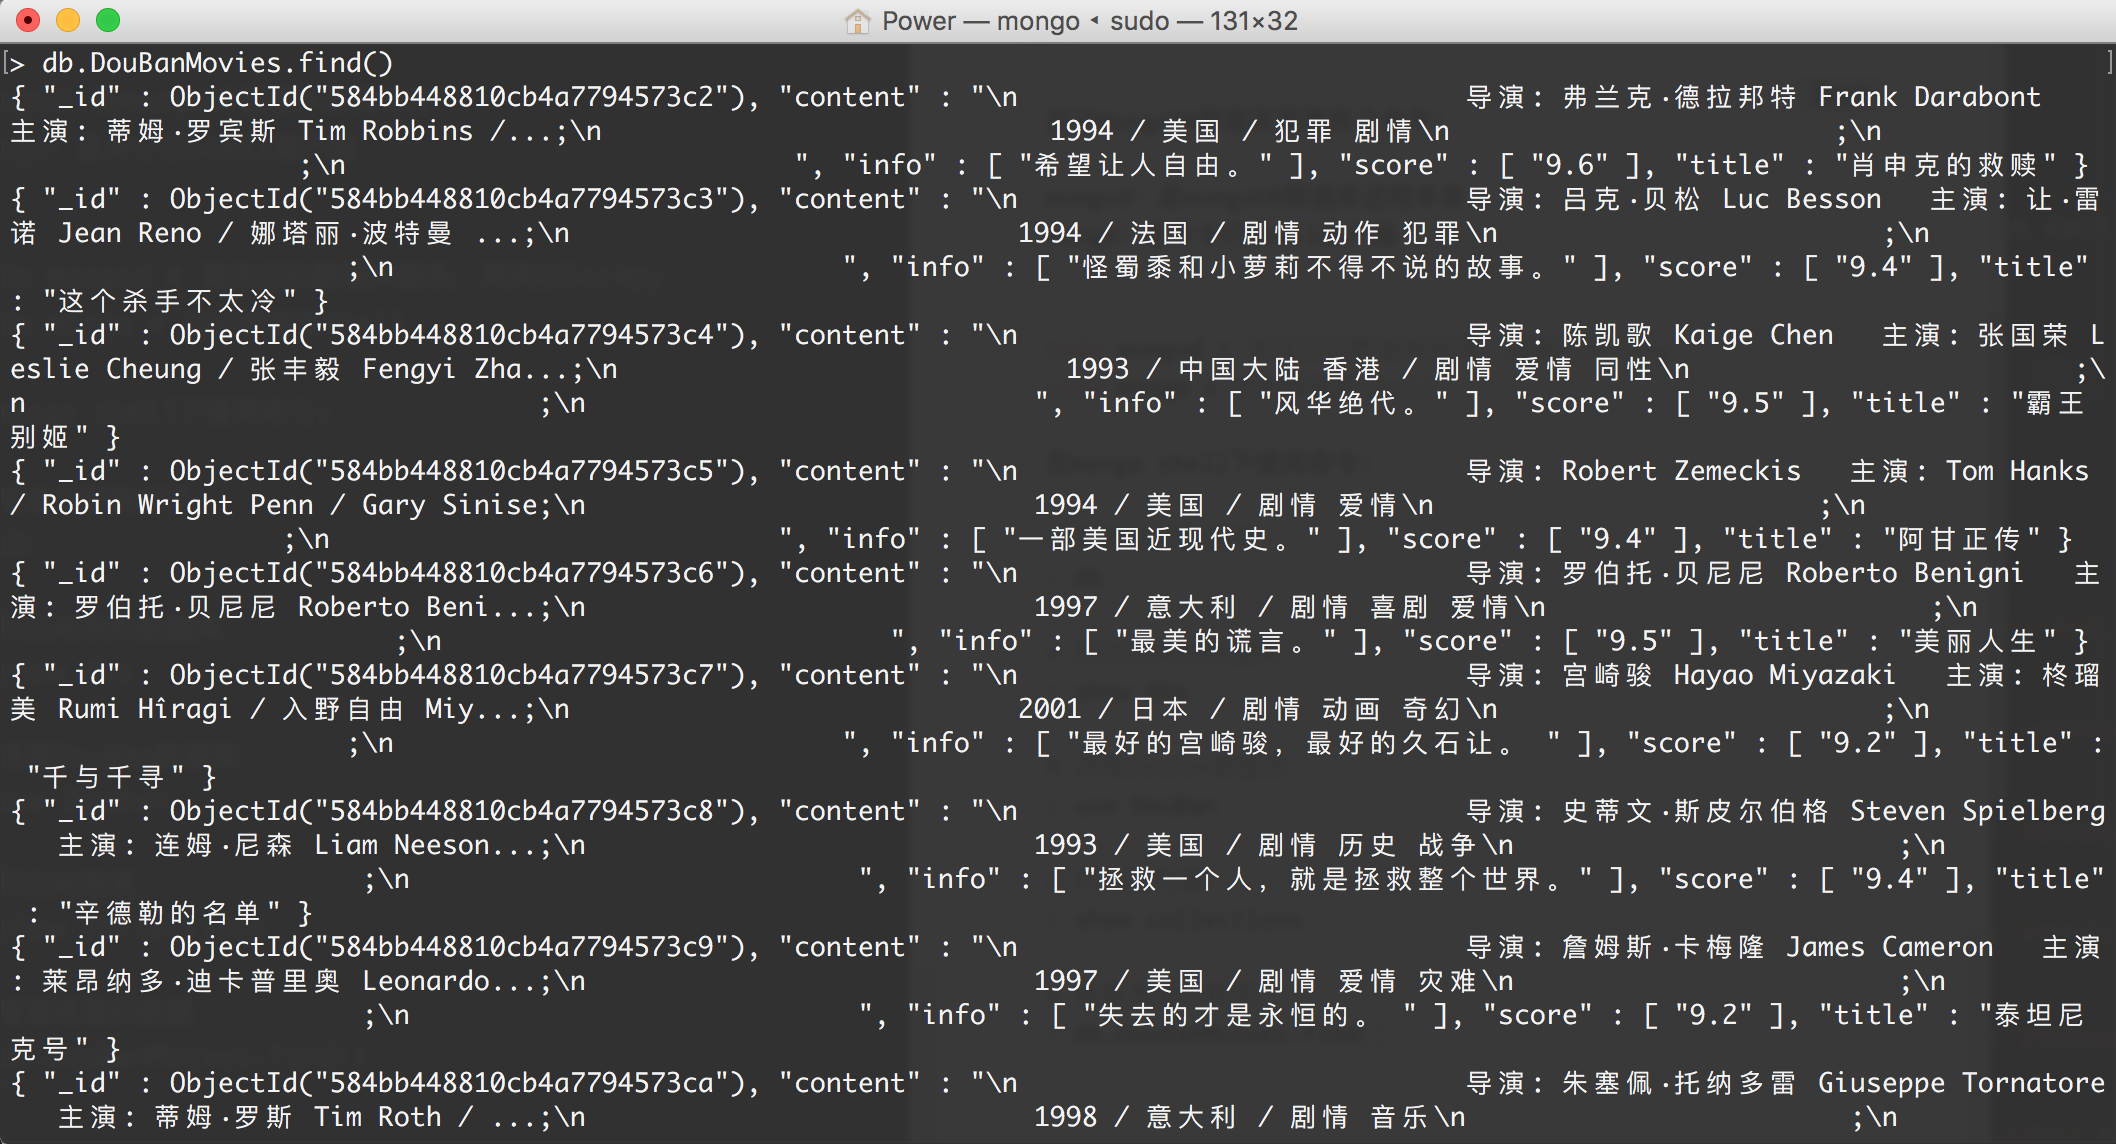 Power — mongo ◂ sudo — 131×32
> db.DouBanMovies.find()
{ "_id" : ObjectId("584bb448810cb4a7794573c2"), "content" : "\n 导演: 弗兰克·德拉邦特 Frank Darabont
主演: 蒂姆·罗宾斯 Tim Robbins /...;\n 1994 / 美国 / 犯罪 剧情\n ;\n
;\n ", "info" : [ "希望让人自由。" ], "score" : [ "9.6" ], "title" : "肖申克的救赎" }
{ "_id" : ObjectId("584bb448810cb4a7794573c3"), "content" : "\n 导演: 吕克·贝松 Luc Besson 主演: 让·雷
诺 Jean Reno / 娜塔丽·波特曼 ...;\n 1994 / 法国 / 剧情 动作 犯罪\n ;\n
;\n ", "info" : [ "怪蜀黍和小萝莉不得不说的故事。" ], "score" : [ "9.4" ], "title"
: "这个杀手不太冷" }
{ "_id" : ObjectId("584bb448810cb4a7794573c4"), "content" : "\n 导演: 陈凯歌 Kaige Chen 主演: 张国荣 L
eslie Cheung / 张丰毅 Fengyi Zha...;\n 1993 / 中国大陆 香港 / 剧情 爱情 同性\n ;\
n ;\n ", "info" : [ "风华绝代。" ], "score" : [ "9.5" ], "title" : "霸王
别姬" }
{ "_id" : ObjectId("584bb448810cb4a7794573c5"), "content" : "\n 导演: Robert Zemeckis 主演: Tom Hanks
/ Robin Wright Penn / Gary Sinise;\n 1994 / 美国 / 剧情 爱情\n ;\n
;\n ", "info" : [ "一部美国近现代史。" ], "score" : [ "9.4" ], "title" : "阿甘正传" }
{ "_id" : ObjectId("584bb448810cb4a7794573c6"), "content" : "\n 导演: 罗伯托·贝尼尼 Roberto Benigni 主
演: 罗伯托·贝尼尼 Roberto Beni...;\n 1997 / 意大利 / 剧情 喜剧 爱情\n ;\n
;\n ", "info" : [ "最美的谎言。" ], "score" : [ "9.5" ], "title" : "美丽人生" }
{ "_id" : ObjectId("584bb448810cb4a7794573c7"), "content" : "\n 导演: 宫崎骏 Hayao Miyazaki 主演: 柊瑠
美 Rumi Hîragi / 入野自由 Miy...;\n 2001 / 日本 / 剧情 动画 奇幻\n ;\n
;\n ", "info" : [ "最好的宫崎骏, 最好的久石让。 " ], "score" : [ "9.2" ], "title" :
"千与千寻" }
{ "_id" : ObjectId("584bb448810cb4a7794573c8"), "content" : "\n 导演: 史蒂文·斯皮尔伯格 Steven Spielberg
主演: 连姆·尼森 Liam Neeson...;\n 1993 / 美国 / 剧情 历史 战争\n ;\n
;\n ", "info" : [ "拯救一个人, 就是拯救整个世界。" ], "score" : [ "9.4" ], "title"
: "辛德勒的名单" }
{ "_id" : ObjectId("584bb448810cb4a7794573c9"), "content" : "\n 导演: 詹姆斯·卡梅隆 James Cameron 主演
: 莱昂纳多·迪卡普里奥 Leonardo...;\n 1997 / 美国 / 剧情 爱情 灾难\n ;\n
;\n ", "info" : [ "失去的才是永恒的。 " ], "score" : [ "9.2" ], "title" : "泰坦尼
克号" }
{ "_id" : ObjectId("584bb448810cb4a7794573ca"), "content" : "\n 导演: 朱塞佩·托纳多雷 Giuseppe Tornatore
主演: 蒂姆·罗斯 Tim Roth / ...;\n 1998 / 意大利 / 剧情 音乐\n ;\n